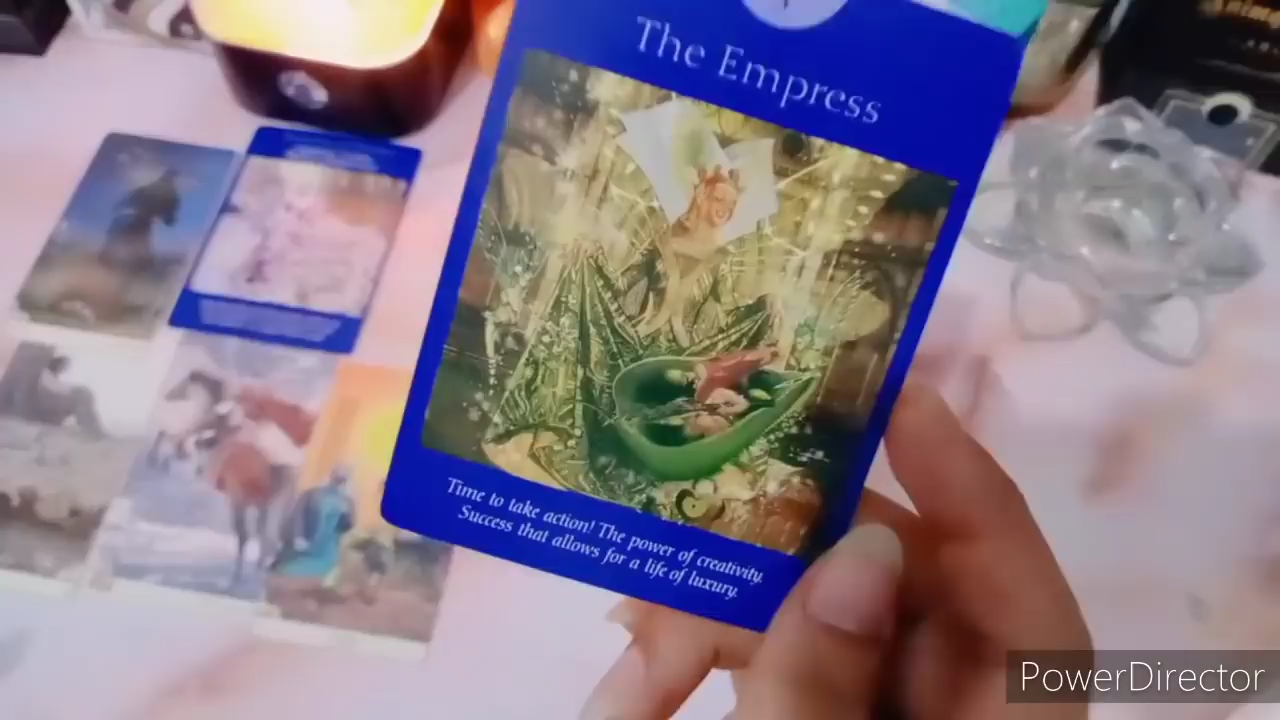 The Empress
Time to take action! The power of creativity.
Success that allows for a life of luxury.
PowerDirector